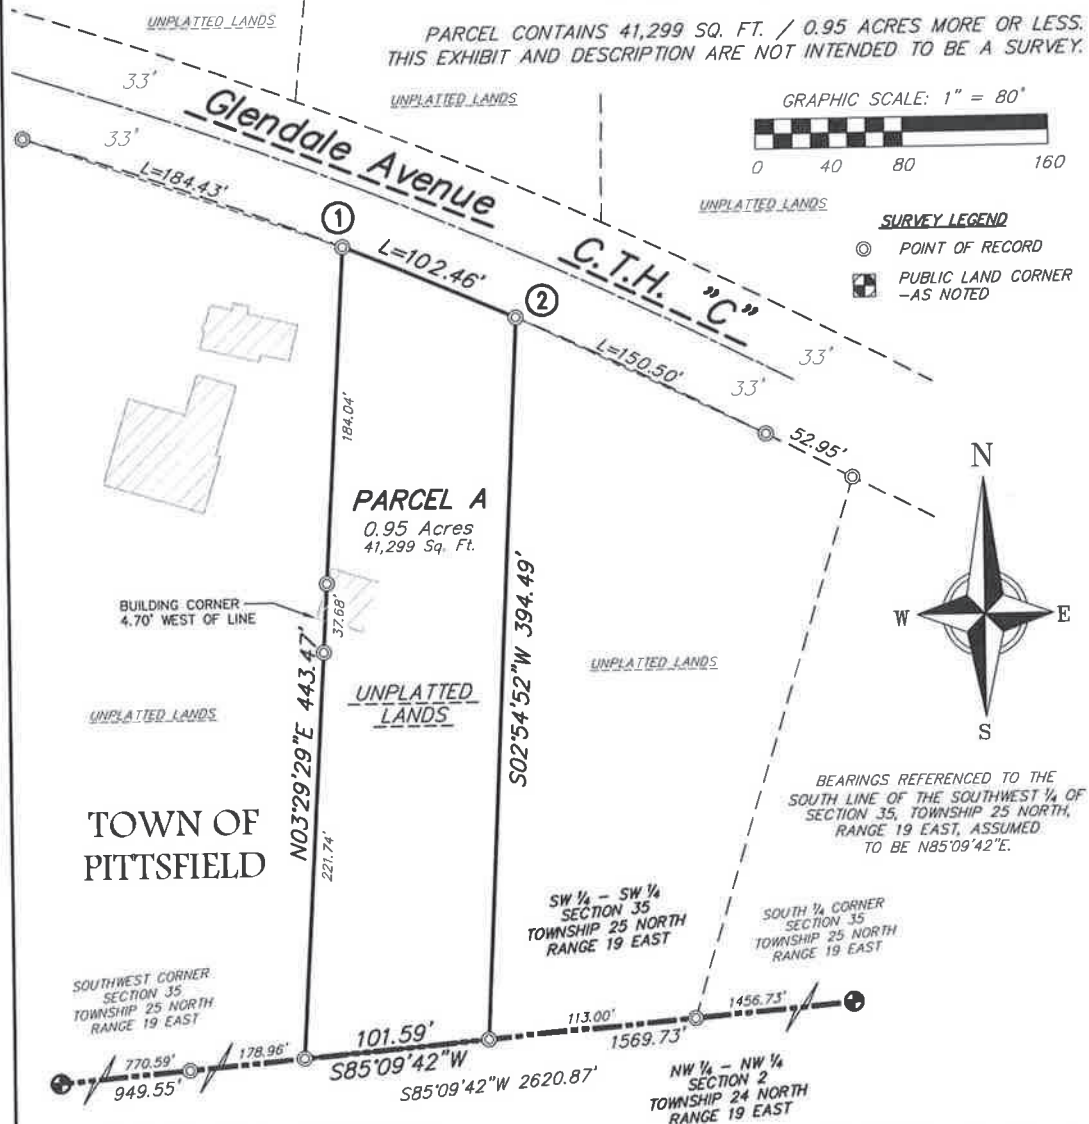 UNPLATTED LANDS
PARCEL CONTAINS 41,299 SQ. FT. / 0.95 ACRES MORE OR LESS.
THIS EXHIBIT AND DESCRIPTION ARE NOT INTENDED TO BE A SURVEY.
33'
33'
UNPLATTED LANDS
GRAPHIC SCALE: 1" = 80'
0 40 80 160
Glendale Avenue C.T.H. "C"
L=184.43'
1
L=102.46'
2
UNPLATTED LANDS
SURVEY LEGEND
POINT OF RECORD
PUBLIC LAND CORNER
-AS NOTED
L=150.50'
33'
33'
52.95'
184.04'
PARCEL A
0.95 Acres
41,299 Sq. Ft.
N
W
E
S
BUILDING CORNER
4.70' WEST OF LINE
37.68'
N03°29'29"E 443.47'
S02°54'52"W 394.49'
UNPLATTED LANDS
UNPLATTED LANDS
UNPLATTED
LANDS
221.74'
TOWN OF
PITTSFIELD
BEARINGS REFERENCED TO THE
SOUTH LINE OF THE SOUTHWEST ¼ OF
SECTION 35, TOWNSHIP 25 NORTH,
RANGE 19 EAST, ASSUMED
TO BE N85°09'42"E.
SW ¼ - SW ¼
SECTION 35
TOWNSHIP 25 NORTH
RANGE 19 EAST
SOUTH ¼ CORNER
SECTION 35
TOWNSHIP 25 NORTH
RANGE 19 EAST
SOUTHWEST CORNER
SECTION 35
TOWNSHIP 25 NORTH
RANGE 19 EAST
770.59'
949.55'
178.96'
101.59'
S85°09'42"W
113.00'
1569.73'
1456.73'
S85°09'42"W 2620.87'
NW ¼ - NW ¼
SECTION 2
TOWNSHIP 24 NORTH
RANGE 19 EAST